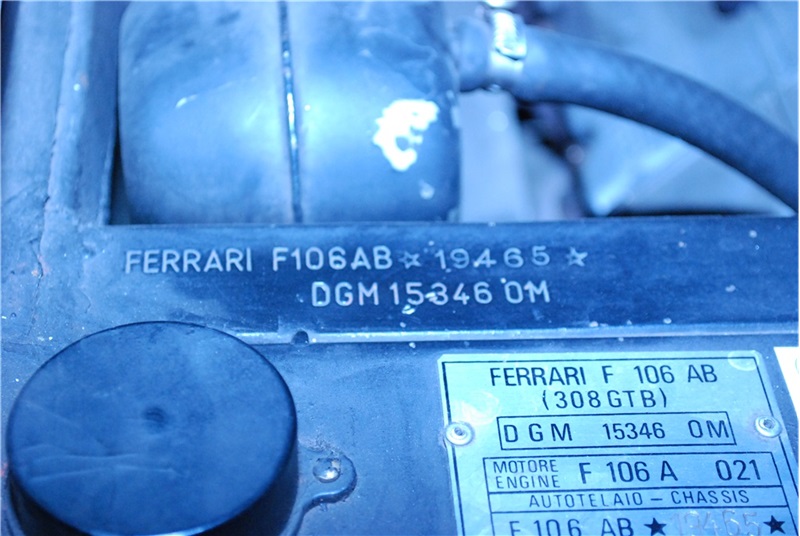 FERRARI F106AB ☆ 19465 ☆
DGM 15346 OM
FERRARI F 106 AB
(308 GTB)
DGM 15346 OM
MOTORE ENGINE F 106 A 021
AUTOTELAIO - CHASSIS
F 106 AB ★ 19465 ★